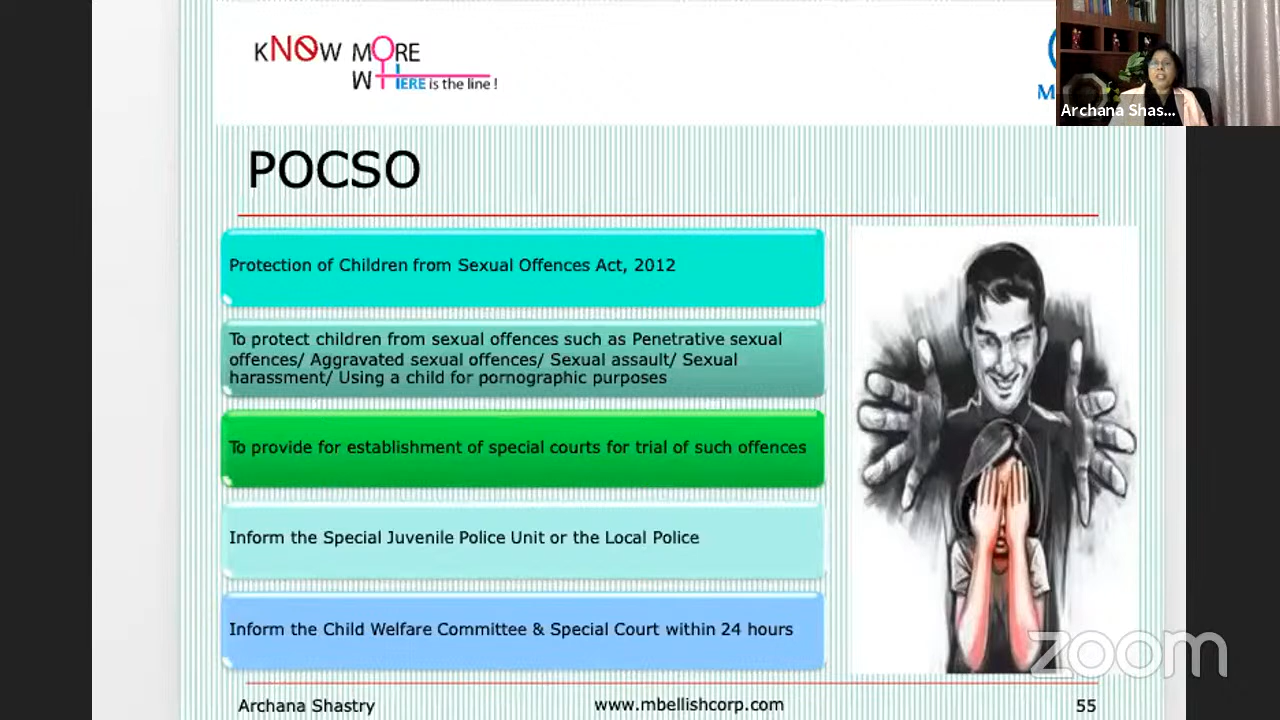 KNOW MORE
WHERE is the line!
M
Archana Shas...
POCSO
Protection of Children from Sexual Offences Act, 2012
To protect children from sexual offences such as Penetrative sexual
offences/ Aggravated sexual offences/ Sexual assault/ Sexual
harassment/ Using a child for pornographic purposes
To provide for establishment of special courts for trial of such offences
Inform the Special Juvenile Police Unit or the Local Police
Inform the Child Welfare Committee & Special Court within 24 hours
zoom
Archana Shastry
www.mbellishcorp.com
55